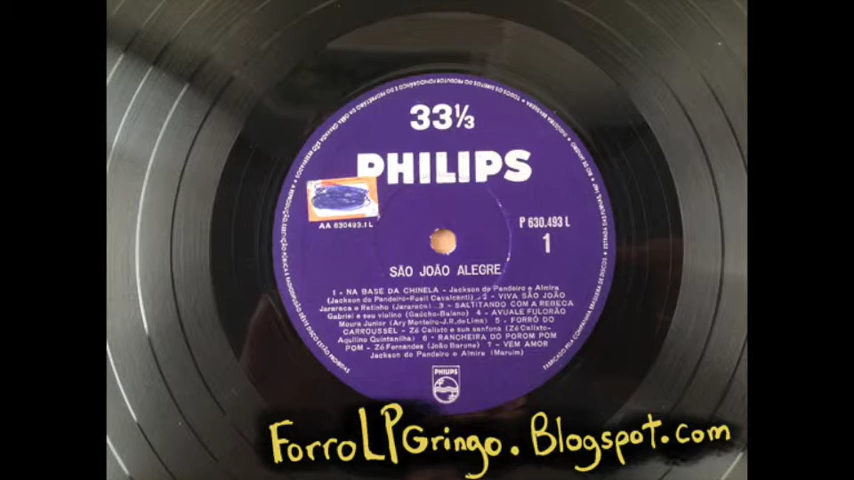 33⅓
PHILIPS
AA 630493.1L
P 630.493 L
1
SÃO JOÃO ALEGRE
1 - NA BASE DA CHINELA - Jackson do Pandeiro e Almira
(Jackson do Pandeiro-Rosil Cavalcanti) - 2 - VIVA SÃO JOÃO
Jararaca e Ratinho (Jararaca) - 3 - SALTITANDO COM A REBECA
Gabriel e seu violino (Gaúcho-Baiano) 4 - AVUALE FULORÃO
Moura Junior (Ary Monteiro-J.R.de Lima) 5 - FORRÓ DO
CARROUSSEL - Zé Calisto e sua sanfona (Zé Calisto-
Aquilino Quintanilha) 6 - RANCHEIRA DO POROM POM
POM - Zé Fernandes (João Barone) 7 - VEM AMOR
Jackson do Pandeiro e Almira (Maruim)
PHILIPS
ForroLPGringo.Blogspot.com